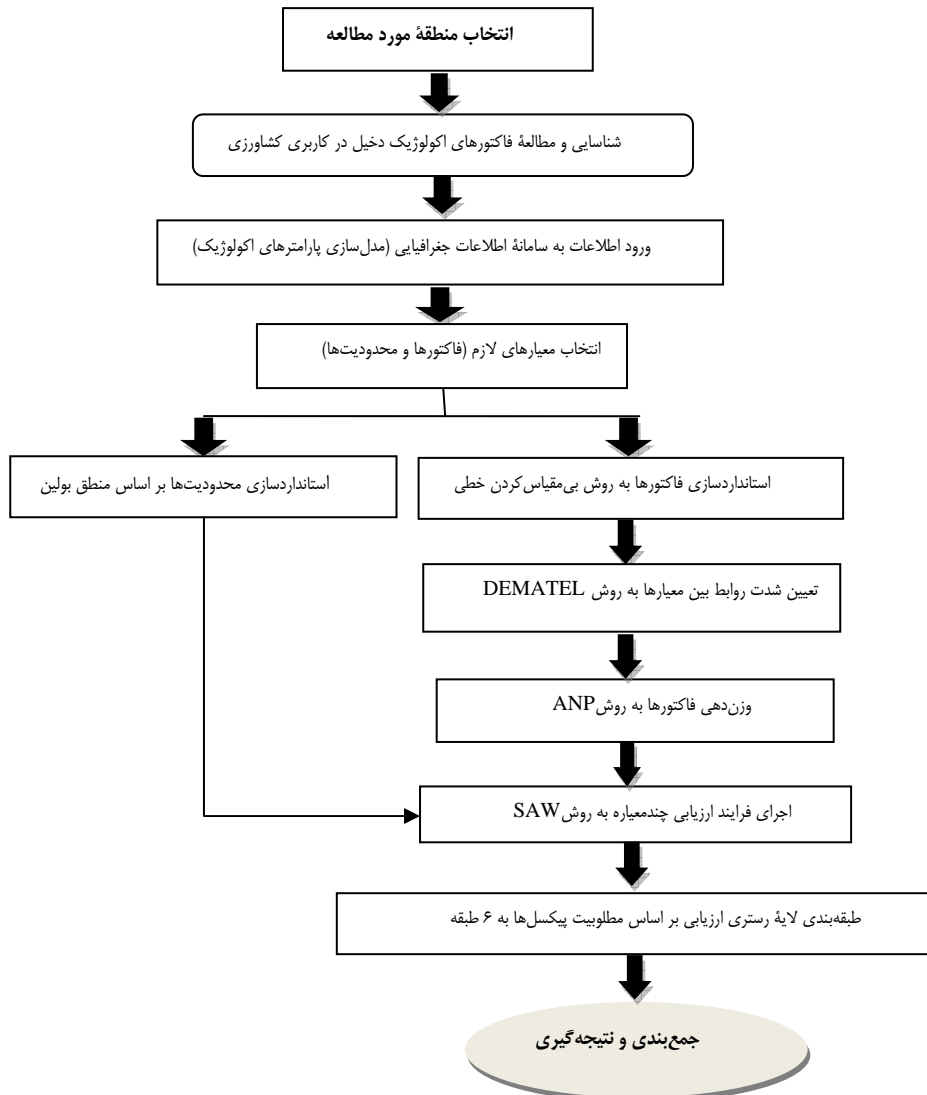 انتخاب منطقۀ مورد مطالعه
شناسایی و مطالعۀ فاکتورهای اکولوژیک دخیل در کاربری کشاورزی
ورود اطلاعات به سامانۀ اطلاعات جغرافیایی (مدل‌سازی پارامترهای اکولوژیک)
انتخاب معیارهای لازم (فاکتورها و محدودیت‌ها)
استانداردسازی فاکتورها به روش بی‌مقیاس‌کردن خطی
استانداردسازی محدودیت‌ها بر اساس منطق بولین
تعیین شدت روابط بین معیارها به روش DEMATEL
وزن‌دهی فاکتورها به روش ANP
اجرای فرایند ارزیابی چندمعیاره به روش SAW
طبقه‌بندی لایۀ رستری ارزیابی بر اساس مطلوبیت پیکسل‌ها به ۶ طبقه
جمع‌بندی و نتیجه‌گیری